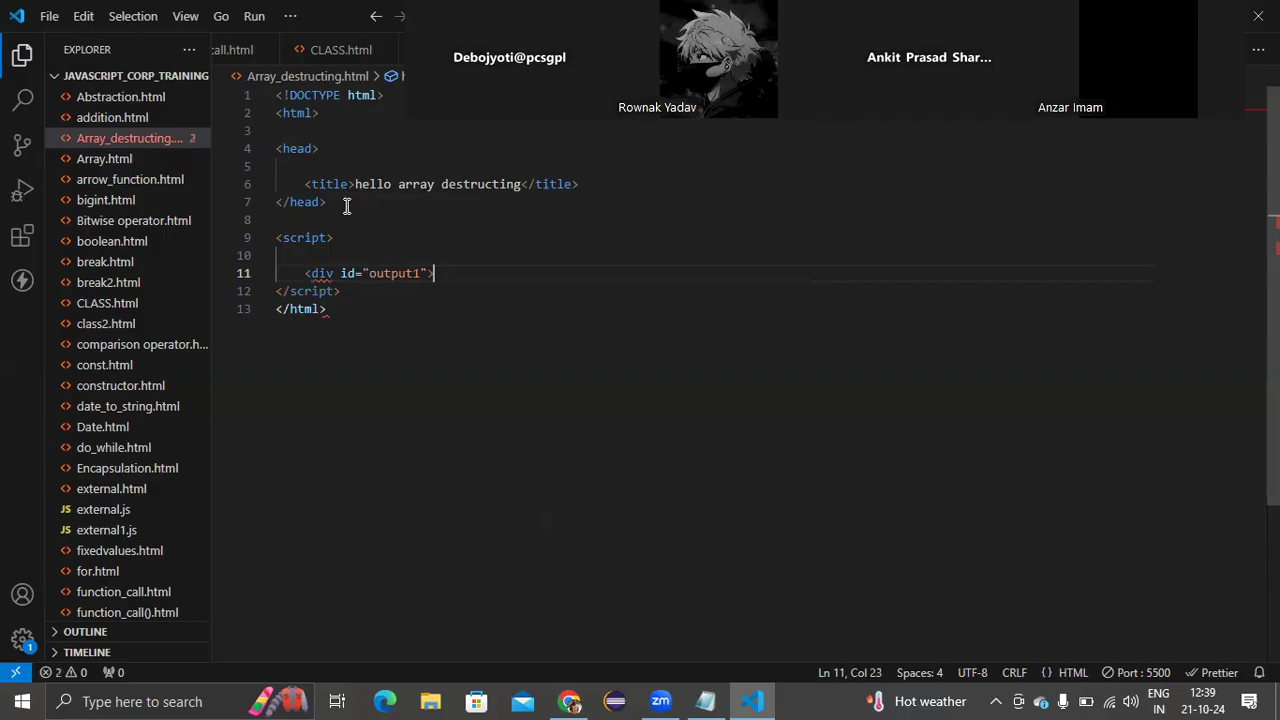 File Edit Selection View Go Run ···
Debojyoti@pcsgpl
Rownak Yadav
Ankit Prasad Shar...
Anzar Imam
EXPLORER
JAVASCRIPT_CORP_TRAINING
Abstraction.html
addition.html
Array_destructing.... 2
Array.html
arrow_function.html
bigint.html
Bitwise operator.html
boolean.html
break.html
break2.html
CLASS.html
class2.html
comparison operator.h...
const.html
constructor.html
date_to_string.html
Date.html
do_while.html
Encapsulation.html
external.html
JS external.js
JS external1.js
fixedvalues.html
for.html
function_call.html
function_call().html
OUTLINE
TIMELINE
call.html CLASS.html
Array_destructing.html >
1 <!DOCTYPE html>
2 <html>
3
4 <head>
5
6 <title>hello array destructing</title>
7 </head>
8
9 <script>
10
11 <div id="output1">
12 </script>
13 </html>
1
2 0 0 Ln 11, Col 23 Spaces: 4 UTF-8 CRLF {} HTML Port : 5500 Prettier
Type here to search
zm
Hot weather
ENG
IN
12:39
21-10-24